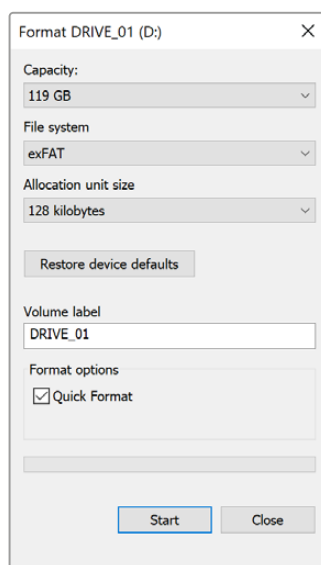 Format DRIVE_01 (D:)
Capacity:
119 GB
File system
exFAT
Allocation unit size
128 kilobytes
Restore device defaults
Volume label
DRIVE_01
Format options
Quick Format
Start Close